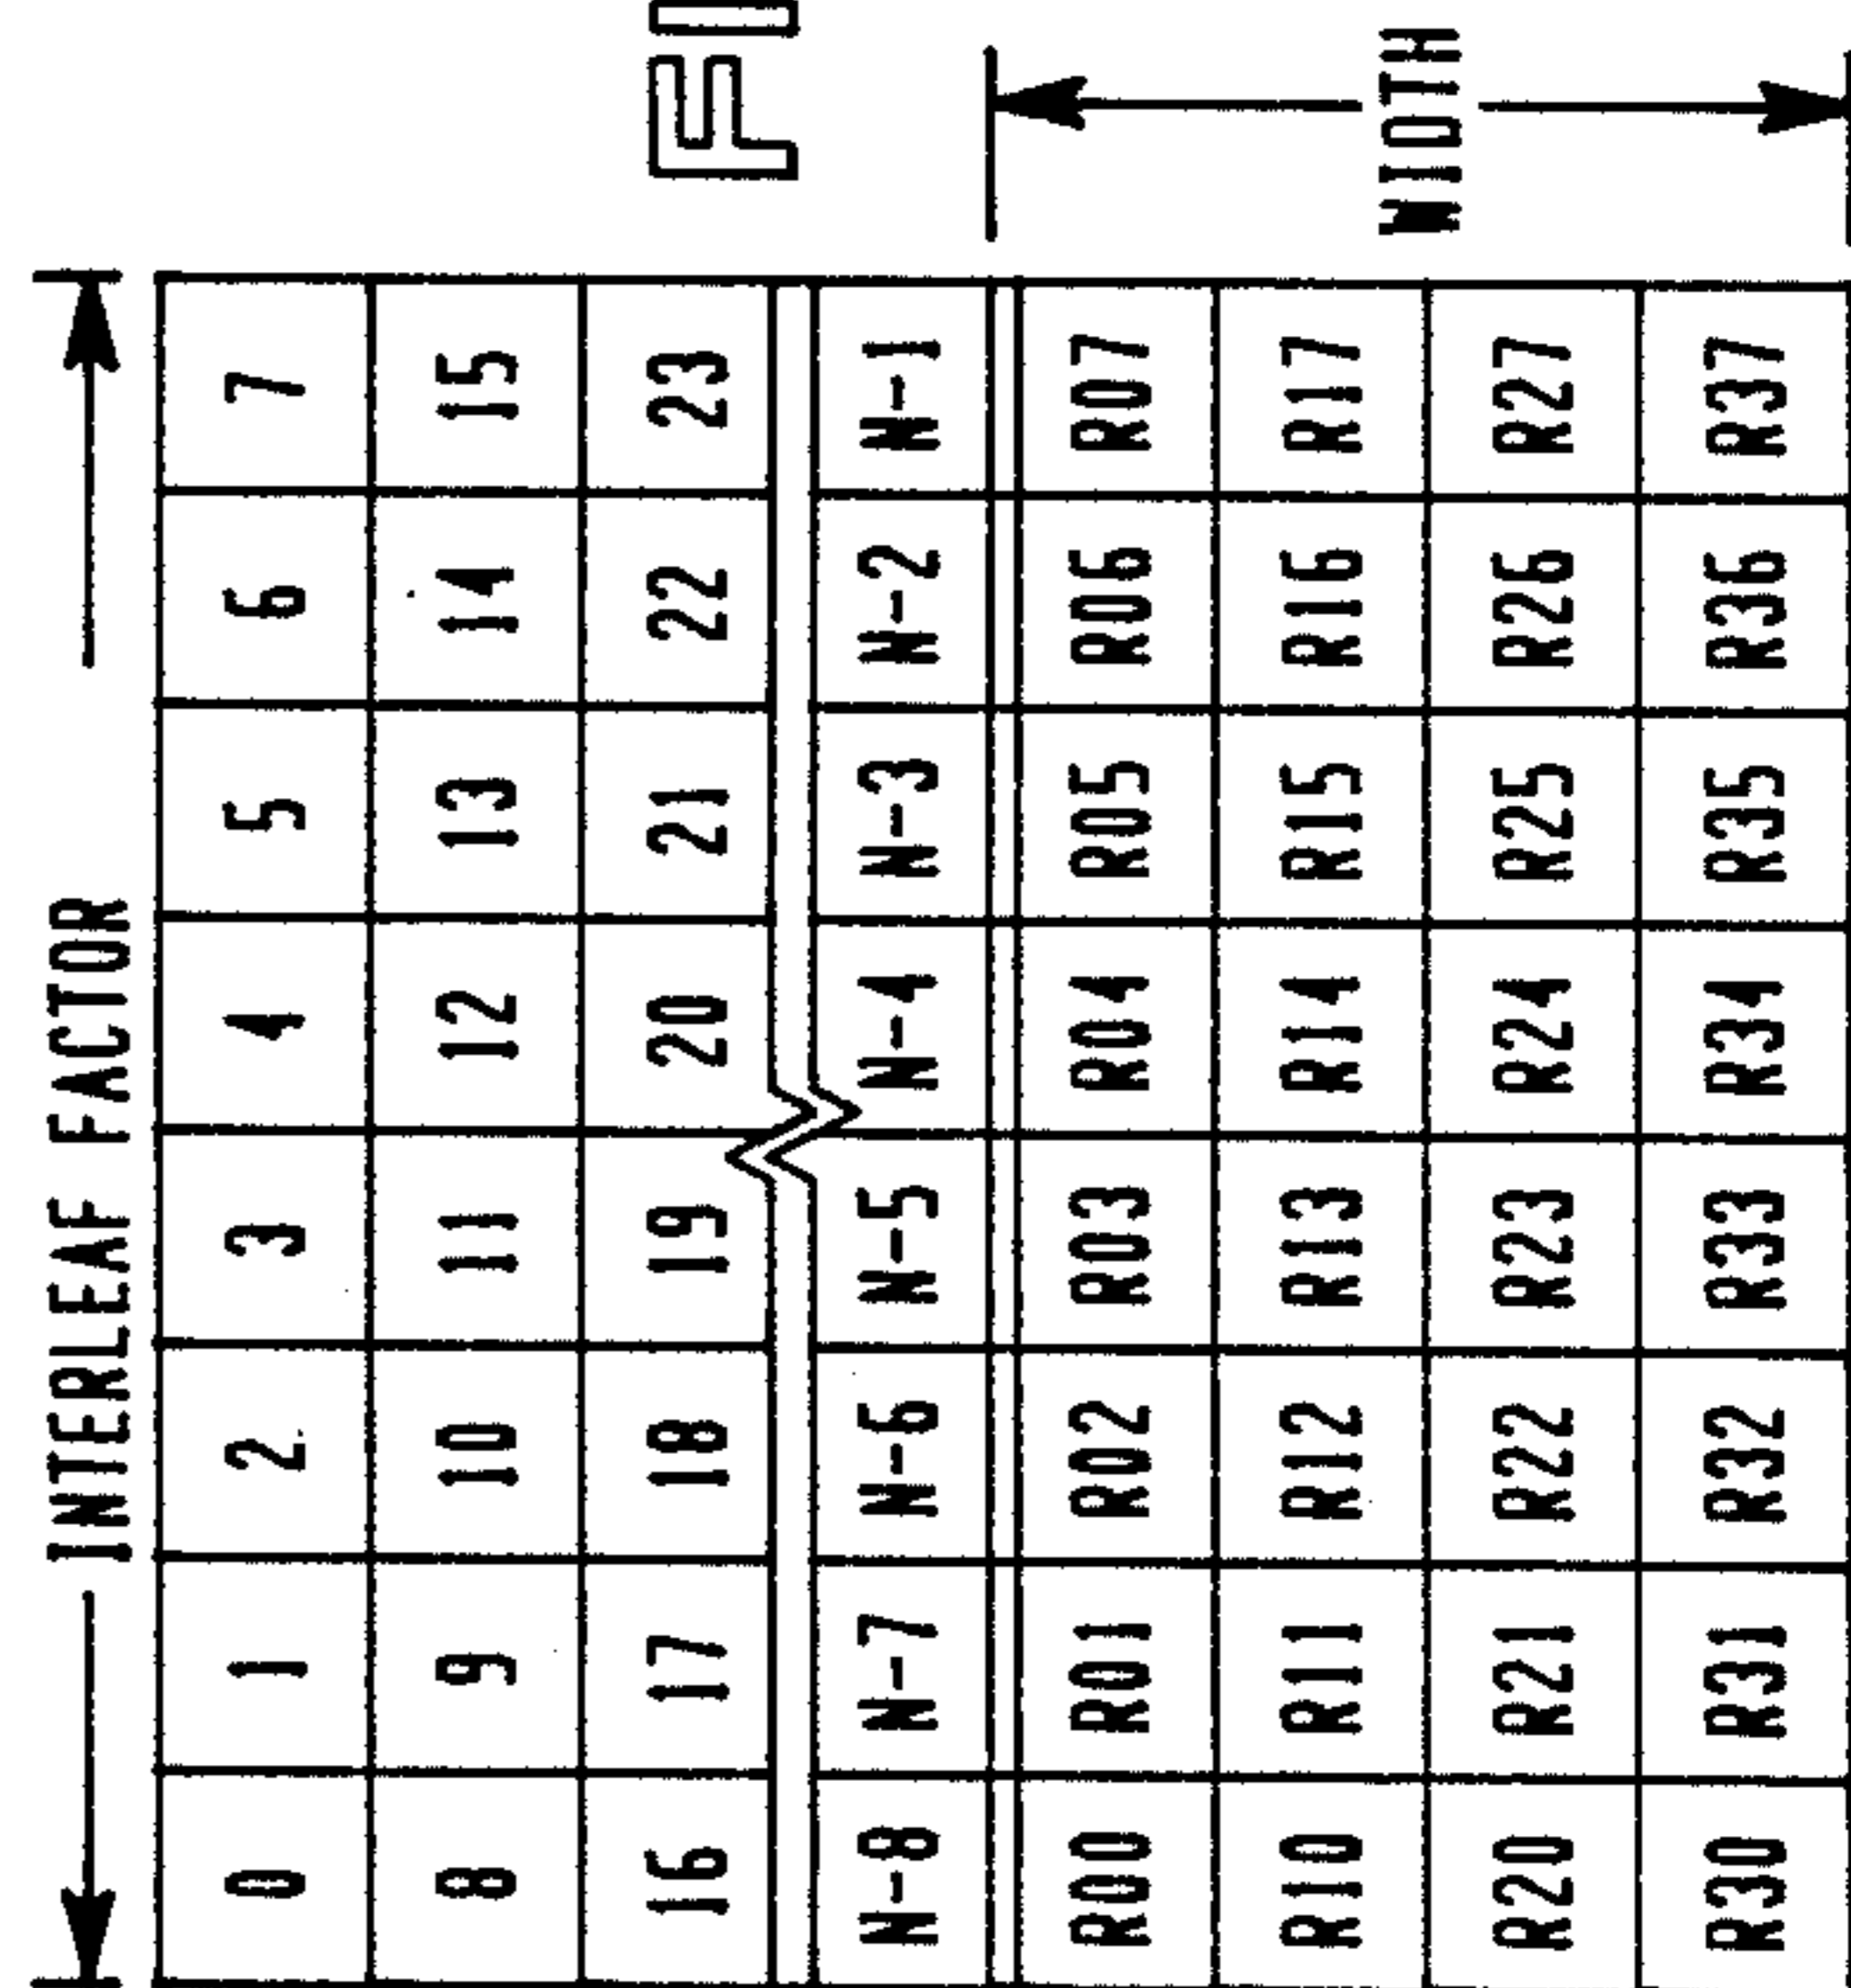 INTERLEAF FACTOR
0 1 2 3 4 5 6 7
8 9 10 11 12 13 14 15
16 17 18 19 20 21 22 23
N-8 N-7 N-6 N-5 N-4 N-3 N-2 N-1
R00 R01 R02 R03 R04 R05 R06 R07
R10 R11 R12 R13 R14 R15 R16 R17
R20 R21 R22 R23 R24 R25 R26 R27
R30 R31 R32 R33 R34 R35 R36 R37
FI
WIDTH